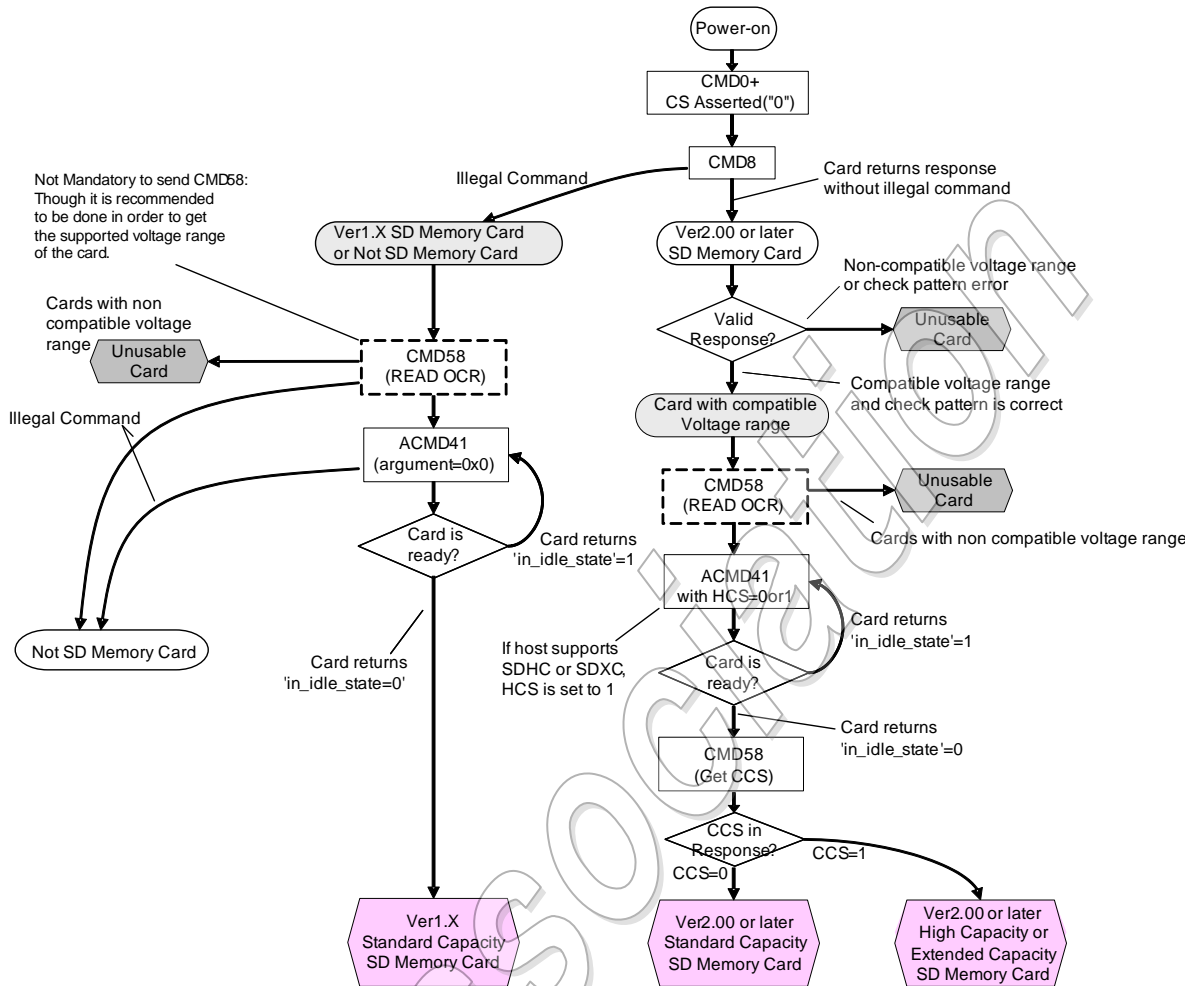 Power-on
CMD0+
CS Asserted("0")
CMD8
Illegal Command
Card returns response
without illegal command
Not Mandatory to send CMD58:
Though it is recommended
to be done in order to get
the supported voltage range
of the card.
Ver1.X SD Memory Card
or Not SD Memory Card
Ver2.00 or later
SD Memory Card
Non-compatible voltage range
or check pattern error
Cards with non
compatible voltage
range
Unusable
Card
CMD58
(READ OCR)
Valid
Response?
Unusable
Card
Compatible voltage range
and check pattern is correct
Card with compatible
Voltage range
Illegal Command
ACMD41
(argument=0x0)
CMD58
(READ OCR)
Unusable
Card
Cards with non compatible voltage range
Card is
ready?
Card returns
'in_idle_state'=1
ACMD41
with HCS=0or1
Card returns
'in_idle_state'=1
If host supports
SDHC or SDXC,
HCS is set to 1
Card is
ready?
Not SD Memory Card
Card returns
'in_idle_state=0'
Card returns
'in_idle_state'=0
CMD58
(Get CCS)
CCS in
Response?
CCS=0
CCS=1
Ver1.X
Standard Capacity
SD Memory Card
Ver2.00 or later
Standard Capacity
SD Memory Card
Ver2.00 or later
High Capacity or
Extended Capacity
SD Memory Card
ssociation